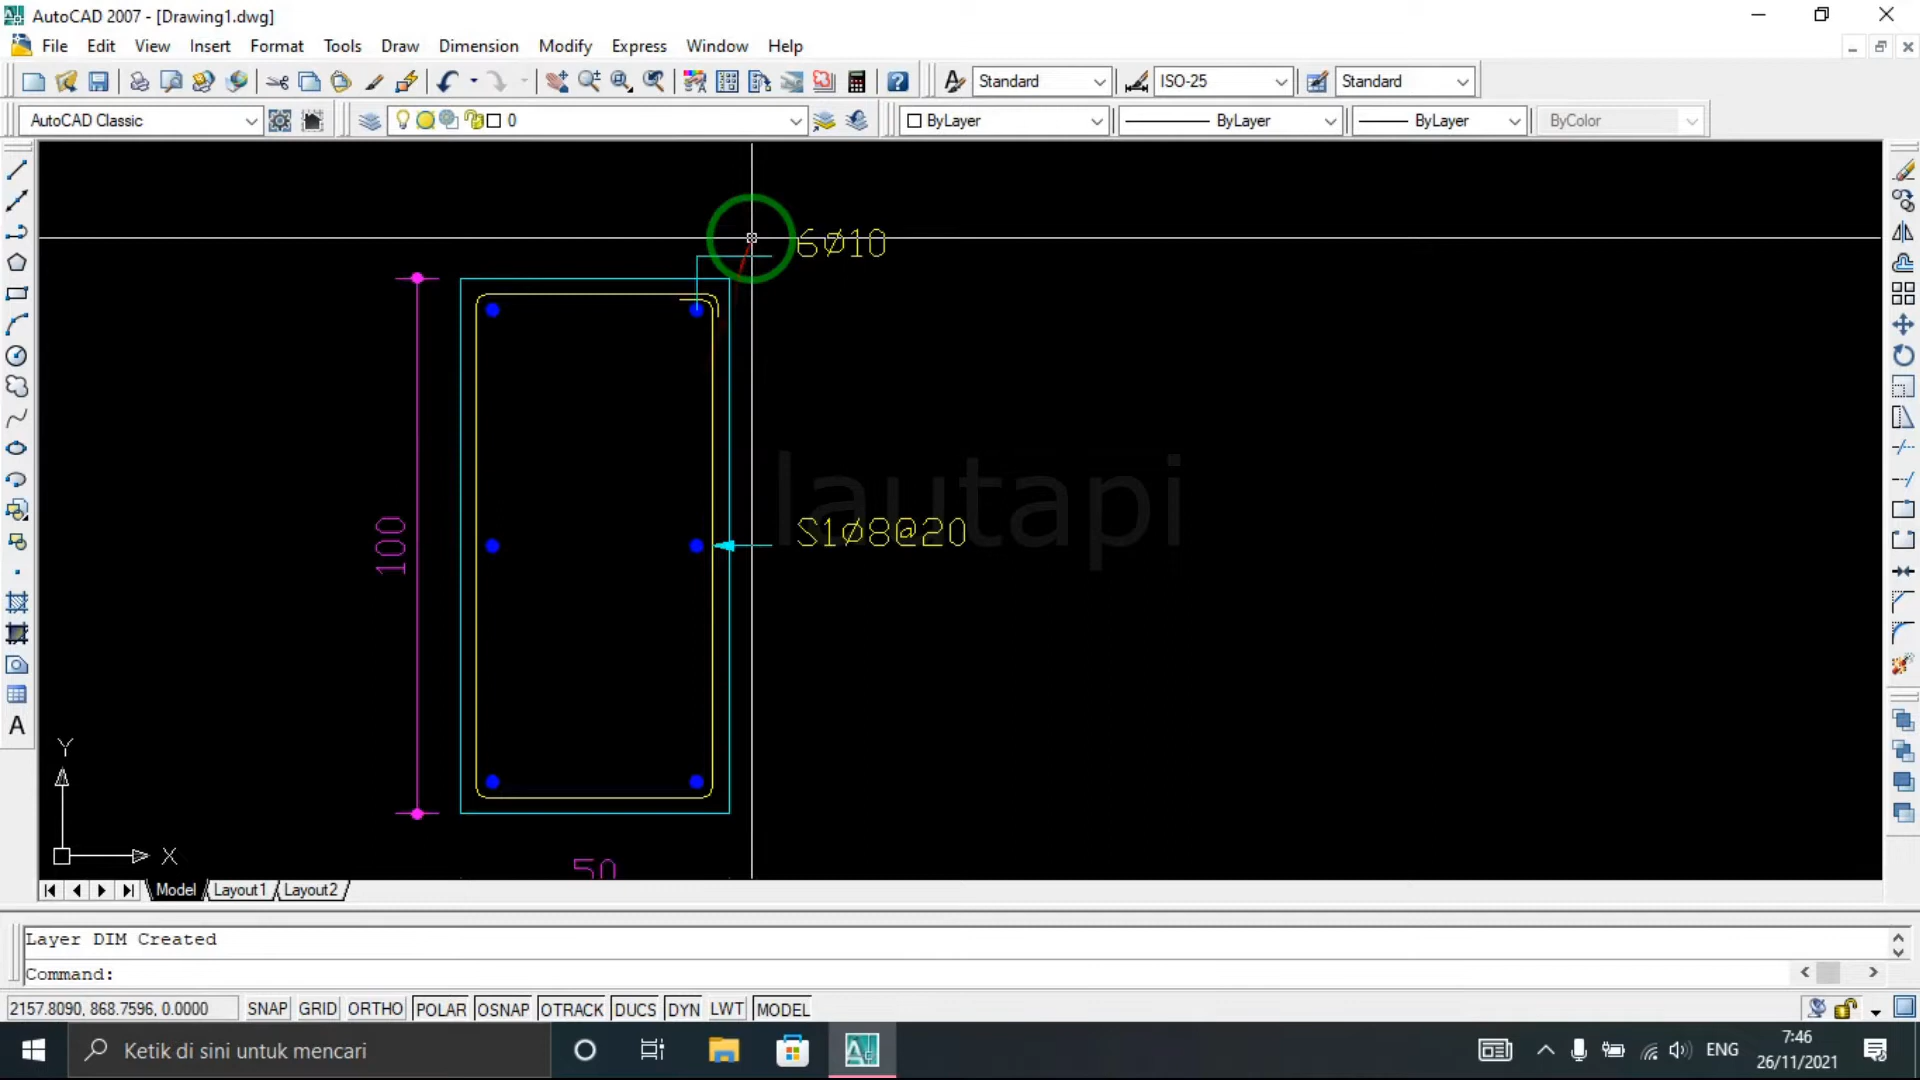 AutoCAD 2007 - [Drawing1.dwg]
File Edit View Insert Format Tools Draw Dimension Modify Express Window Help
Standard ISO-25 Standard
AutoCAD Classic 0 ByLayer ByLayer ByLayer ByColor
6Ø10
lautapi
100
S1Ø8@20
50
Y
X
A
Model Layout1 Layout2
Layer DIM Created
Command:
2157.8090, 868.7596, 0.0000 SNAP GRID ORTHO POLAR OSNAP OTRACK DUCS DYN LWT MODEL
Ketik di sini untuk mencari
ENG
7:46
26/11/2021